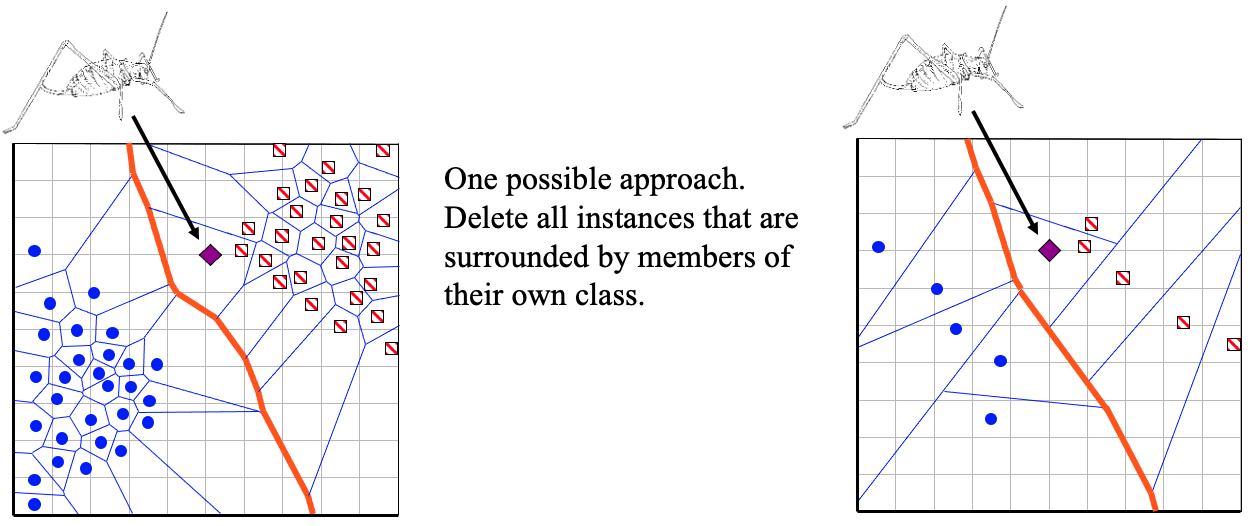 One possible approach.
Delete all instances that are
surrounded by members of
their own class.